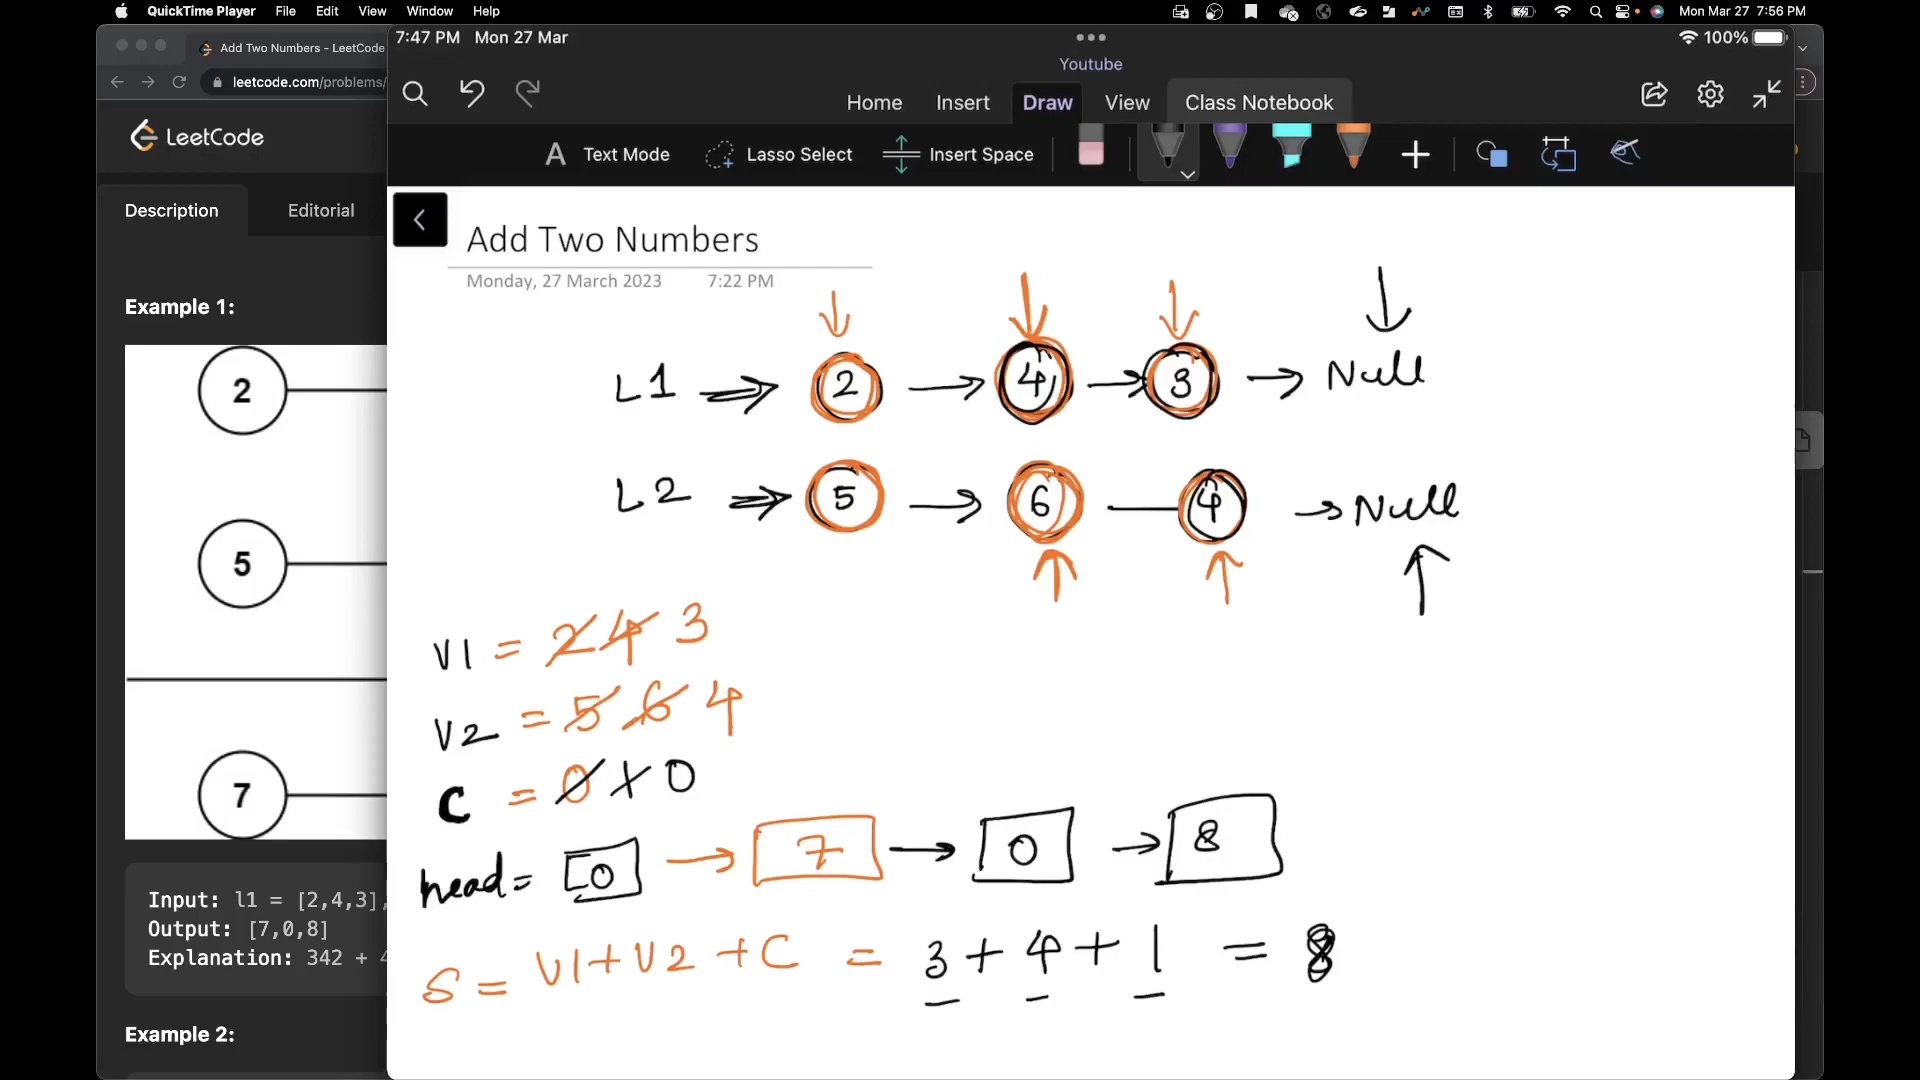 QuickTime Player File Edit View Window Help Mon Mar 27 7:56 PM
Add Two Numbers - LeetCode
leetcode.com/problems/
LeetCode
Description Editorial
Example 1:
2
5
7
Input: l1 = [2,4,3],
Output: [7,0,8]
Explanation: 342 + 4
Example 2:
7:47 PM Mon 27 Mar 100%
Youtube
Home Insert Draw View Class Notebook
Text Mode Lasso Select Insert Space
Add Two Numbers
Monday, 27 March 2023 7:22 PM
L1 ⇒ 2 → 4 → 3 → Null
L2 ⇒ 5 → 6 — 4 → Null
V1 = 2 4 3
V2 = 5 6 4
C = 0 1 0
head = 0 → 7 → 0 → 8
S = V1 + V2 + C = 3 + 4 + 1 = 8